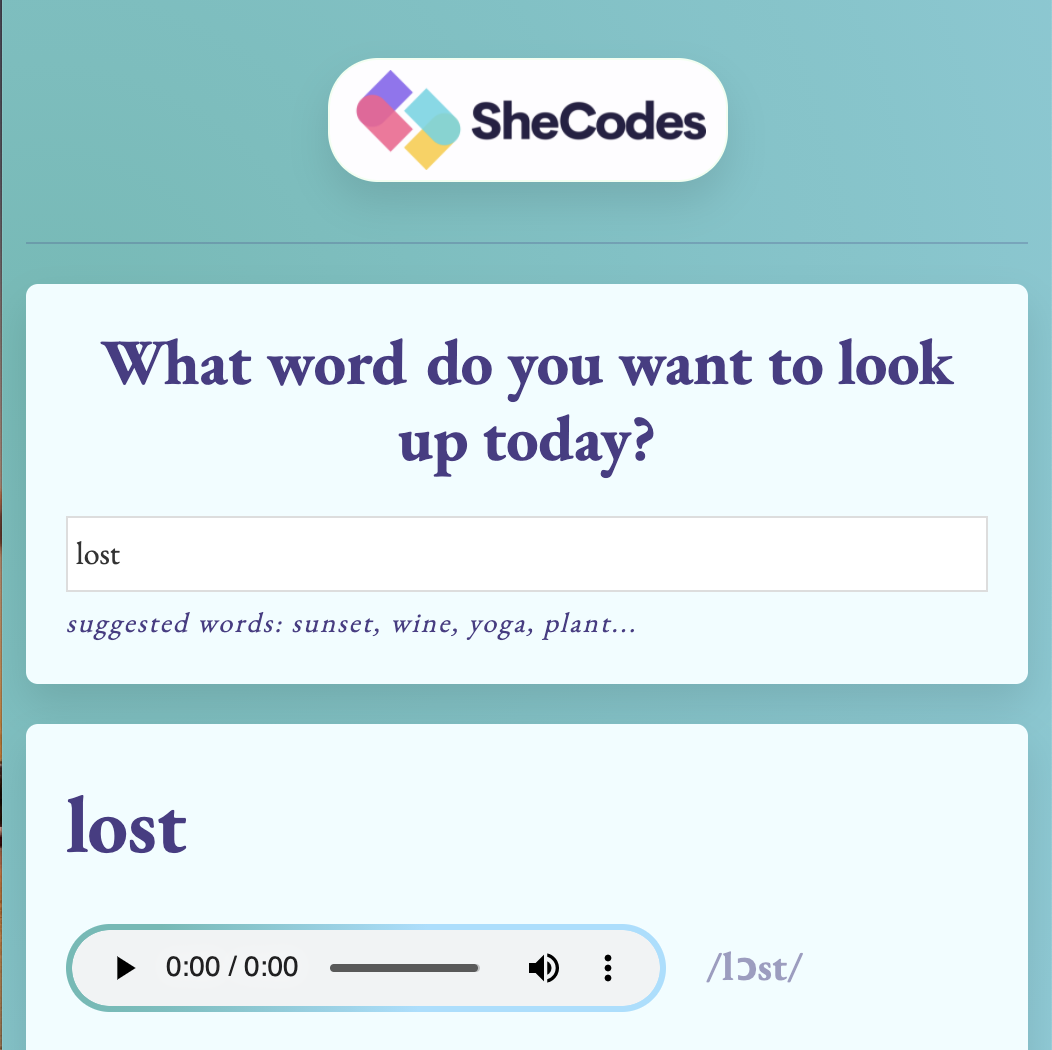 SheCodes
What word do you want to look
up today?
lost
suggested words: sunset, wine, yoga, plant...
lost
0:00 / 0:00
/lɔst/